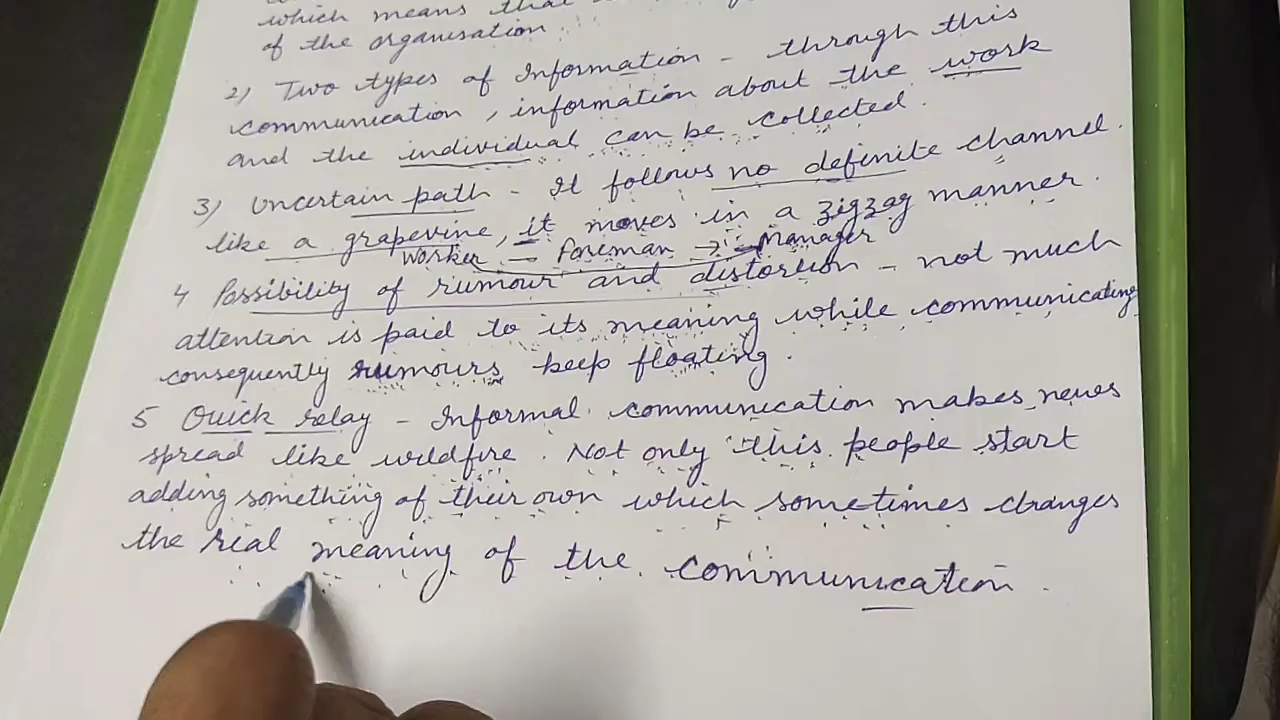 which means that
of the organisation
2) Two types of Information - through this
communication, information about the work
and the individual can be collected.
3) Uncertain path - It follows no definite channel.
like a grapevine, it moves in a zigzag manner.
Worker → Foreman → Manager
4 Possibility of rumour and distortion - not much
attention is paid to its meaning while communicating
consequently rumours keep floating.
5 Quick relay - Informal communication makes news
spread like wildfire. Not only this people start
adding something of their own which sometimes changes
the real meaning of the communication.